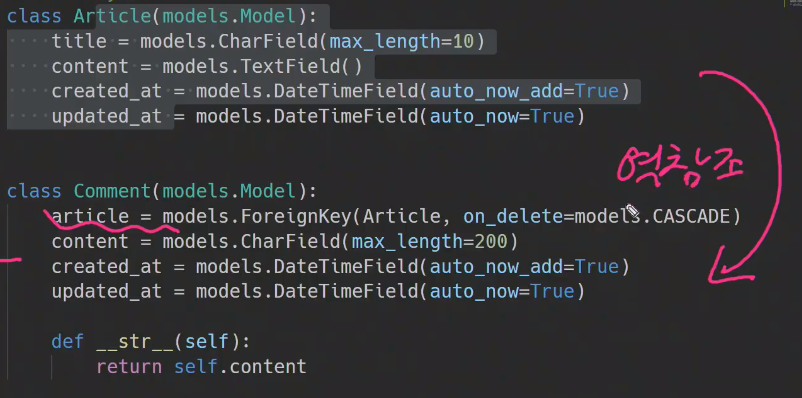 class Article(models.Model):
title = models.CharField(max_length=10)
content = models.TextField()
created_at = models.DateTimeField(auto_now_add=True)
updated_at = models.DateTimeField(auto_now=True)
역참조
class Comment(models.Model):
article = models.ForeignKey(Article, on_delete=models.CASCADE)
content = models.CharField(max_length=200)
created_at = models.DateTimeField(auto_now_add=True)
updated_at = models.DateTimeField(auto_now=True)
def __str__(self):
return self.content